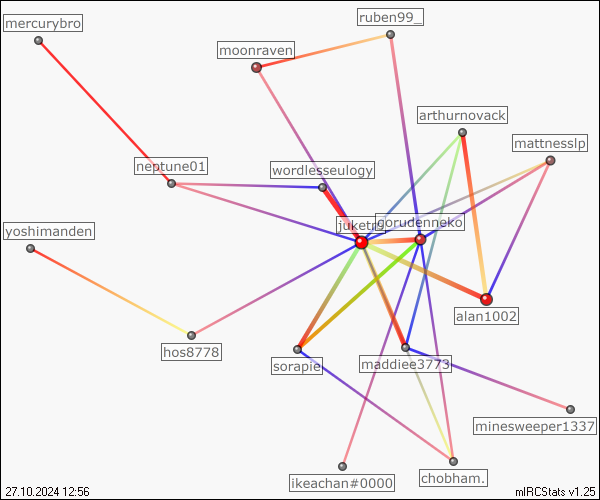 ruben99_
mercurybro
moonraven
arthurnovack
mattnesslp
neptune01
wordlesseulogy
gorudenneko
yoshimanden
alan1002
hos8778
sorapie
maddiee3773
minesweeper1337
ikeachan#0000
chobham.
27.10.2024 12:56
mIRCStats v1.25